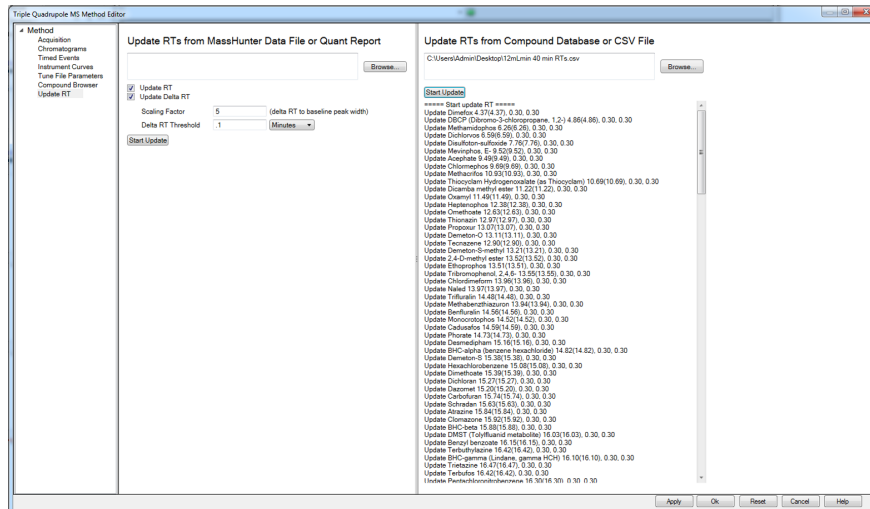 Triple Quadrupole MS Method Editor
Method
Acquisition
Chromatograms
Timed Events
Instrument Curves
Tune File Parameters
Compound Browser
Update RT
Update RTs from MassHunter Data File or Quant Report
Browse...
Update RT
Update Delta RT
Scaling Factor 5 (delta RT to baseline peak width)
Delta RT Threshold .1 Minutes
Start Update
Update RTs from Compound Database or CSV File
C:\Users\Admin\Desktop\12mLmin 40 min RTs.csv
Browse...
Start Update
===== Start update RT =====
Update Dimefox 4.37(4.37), 0.30, 0.30
Update DBCP (Dibromo-3-chloropropane, 1,2-) 4.86(4.86), 0.30, 0.30
Update Methamidophos 6.26(6.26), 0.30, 0.30
Update Dichlorvos 6.59(6.59), 0.30, 0.30
Update Disulfoton-sulfoxide 7.76(7.76), 0.30, 0.30
Update Mevinphos, E- 9.52(9.52), 0.30, 0.30
Update Acephate 9.49(9.49), 0.30, 0.30
Update Chlormephos 9.69(9.69), 0.30, 0.30
Update Methacrifos 10.93(10.93), 0.30, 0.30
Update Thiocyclam Hydrogenoxalate (as Thiocyclam) 10.69(10.69), 0.30, 0.30
Update Dicamba methyl ester 11.22(11.22), 0.30, 0.30
Update Oxamyl 11.49(11.49), 0.30, 0.30
Update Heptenophos 12.38(12.38), 0.30, 0.30
Update Omethoate 12.63(12.63), 0.30, 0.30
Update Thionazin 12.97(12.97), 0.30, 0.30
Update Propoxur 13.07(13.07), 0.30, 0.30
Update Demeton-O 13.11(13.11), 0.30, 0.30
Update Tecnazene 12.90(12.90), 0.30, 0.30
Update Demeton-S-methyl 13.21(13.21), 0.30, 0.30
Update 2,4-D-methyl ester 13.52(13.52), 0.30, 0.30
Update Ethoprophos 13.51(13.51), 0.30, 0.30
Update Tribromophenol, 2,4,6- 13.55(13.55), 0.30, 0.30
Update Chlordimeform 13.96(13.96), 0.30, 0.30
Update Naled 13.97(13.97), 0.30, 0.30
Update Trifluralin 14.48(14.48), 0.30, 0.30
Update Methabenzthiazuron 13.94(13.94), 0.30, 0.30
Update Benfluralin 14.56(14.56), 0.30, 0.30
Update Monocrotophos 14.52(14.52), 0.30, 0.30
Update Cadusafos 14.59(14.59), 0.30, 0.30
Update Phorate 14.73(14.73), 0.30, 0.30
Update Desmedipham 15.16(15.16), 0.30, 0.30
Update BHC-alpha (benzene hexachloride) 14.82(14.82), 0.30, 0.30
Update Demeton-S 15.38(15.38), 0.30, 0.30
Update Hexachlorobenzene 15.08(15.08), 0.30, 0.30
Update Dimethoate 15.39(15.39), 0.30, 0.30
Update Dichloran 15.27(15.27), 0.30, 0.30
Update Dazomet 15.20(15.20), 0.30, 0.30
Update Carbofuran 15.74(15.74), 0.30, 0.30
Update Schradan 15.63(15.63), 0.30, 0.30
Update Atrazine 15.84(15.84), 0.30, 0.30
Update Clomazone 15.92(15.92), 0.30, 0.30
Update BHC-beta 15.88(15.88), 0.30, 0.30
Update DMST (Tolylfluanid metabolite) 16.03(16.03), 0.30, 0.30
Update Benzyl benzoate 16.15(16.15), 0.30, 0.30
Update Terbuthylazine 16.42(16.42), 0.30, 0.30
Update BHC-gamma (Lindane, gamma HCH) 16.10(16.10), 0.30, 0.30
Update Trietazine 16.47(16.47), 0.30, 0.30
Update Terbufos 16.42(16.42), 0.30, 0.30
Update Pentachloronitrobenzene 16.30(16.30), 0.30, 0.30
Apply Ok Reset Cancel Help